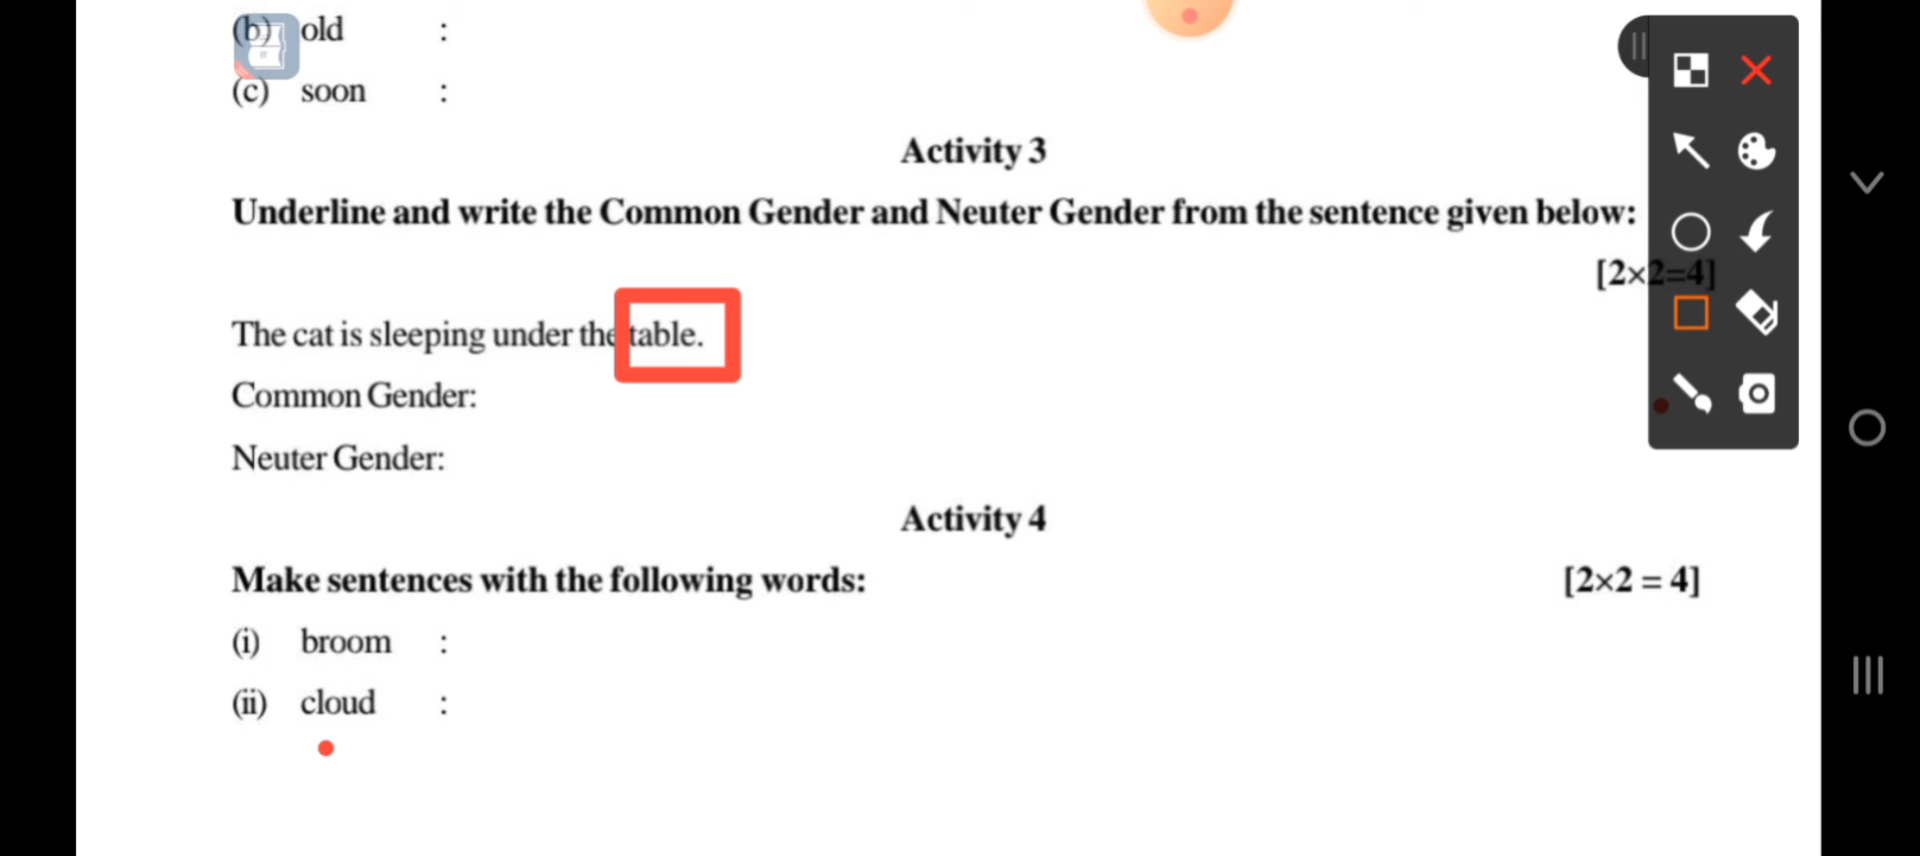 (b) old :
(c) soon :
Activity 3
Underline and write the Common Gender and Neuter Gender from the sentence given below:
[2×2=4]
The cat is sleeping under the table.
Common Gender:
Neuter Gender:
Activity 4
Make sentences with the following words: [2×2 = 4]
(i) broom :
(ii) cloud :